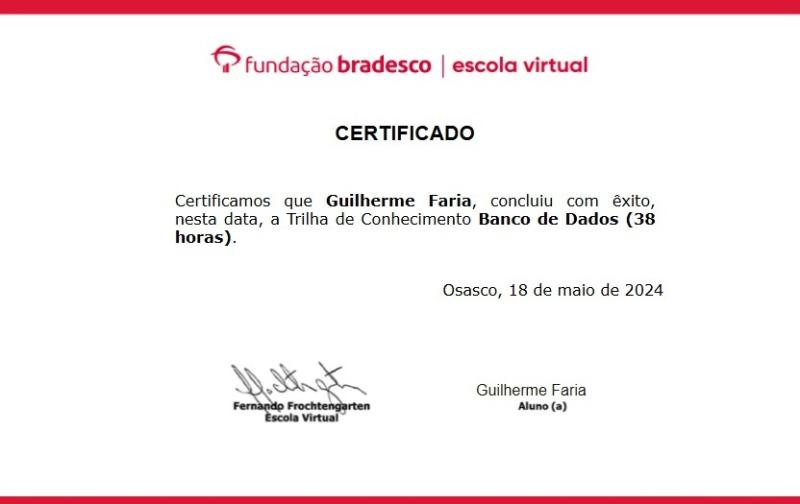 fundação bradesco | escola virtual
CERTIFICADO
Certificamos que Guilherme Faria, concluiu com êxito,
nesta data, a Trilha de Conhecimento Banco de Dados (38
horas).
Osasco, 18 de maio de 2024
Fernando Frochtengarten
Escola Virtual
Guilherme Faria
Aluno (a)